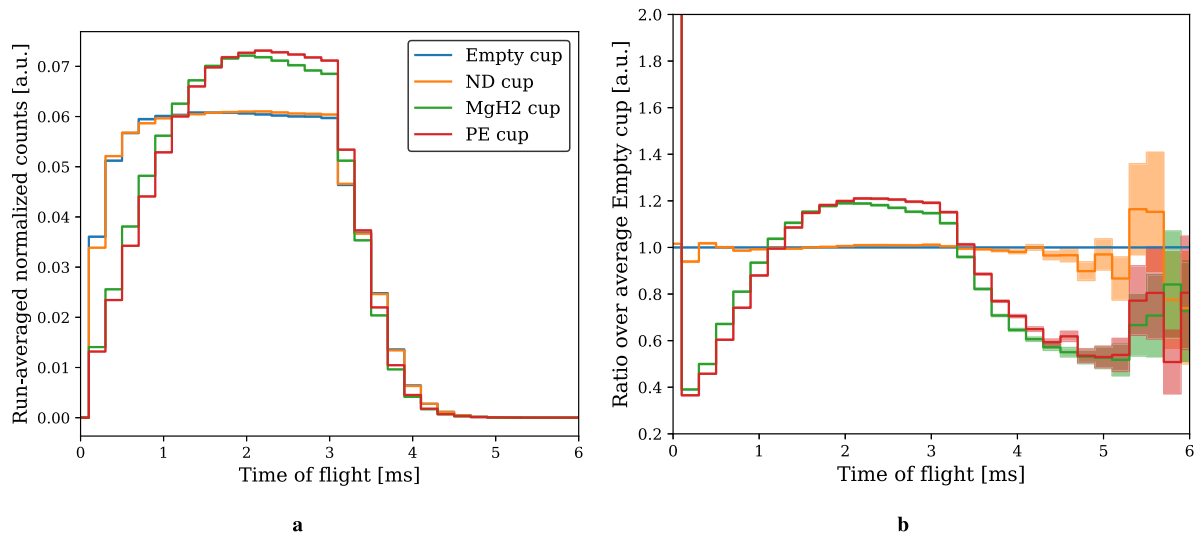 Run-averaged normalized counts [a.u.]
0.07
0.06
0.05
0.04
0.03
0.02
0.01
0.00
Empty cup
ND cup
MgH2 cup
PE cup
0 1 2 3 4 5 6
Time of flight [ms]
a
Ratio over average Empty cup [a.u.]
2.0
1.8
1.6
1.4
1.2
1.0
0.8
0.6
0.4
0.2
0 1 2 3 4 5 6
Time of flight [ms]
b